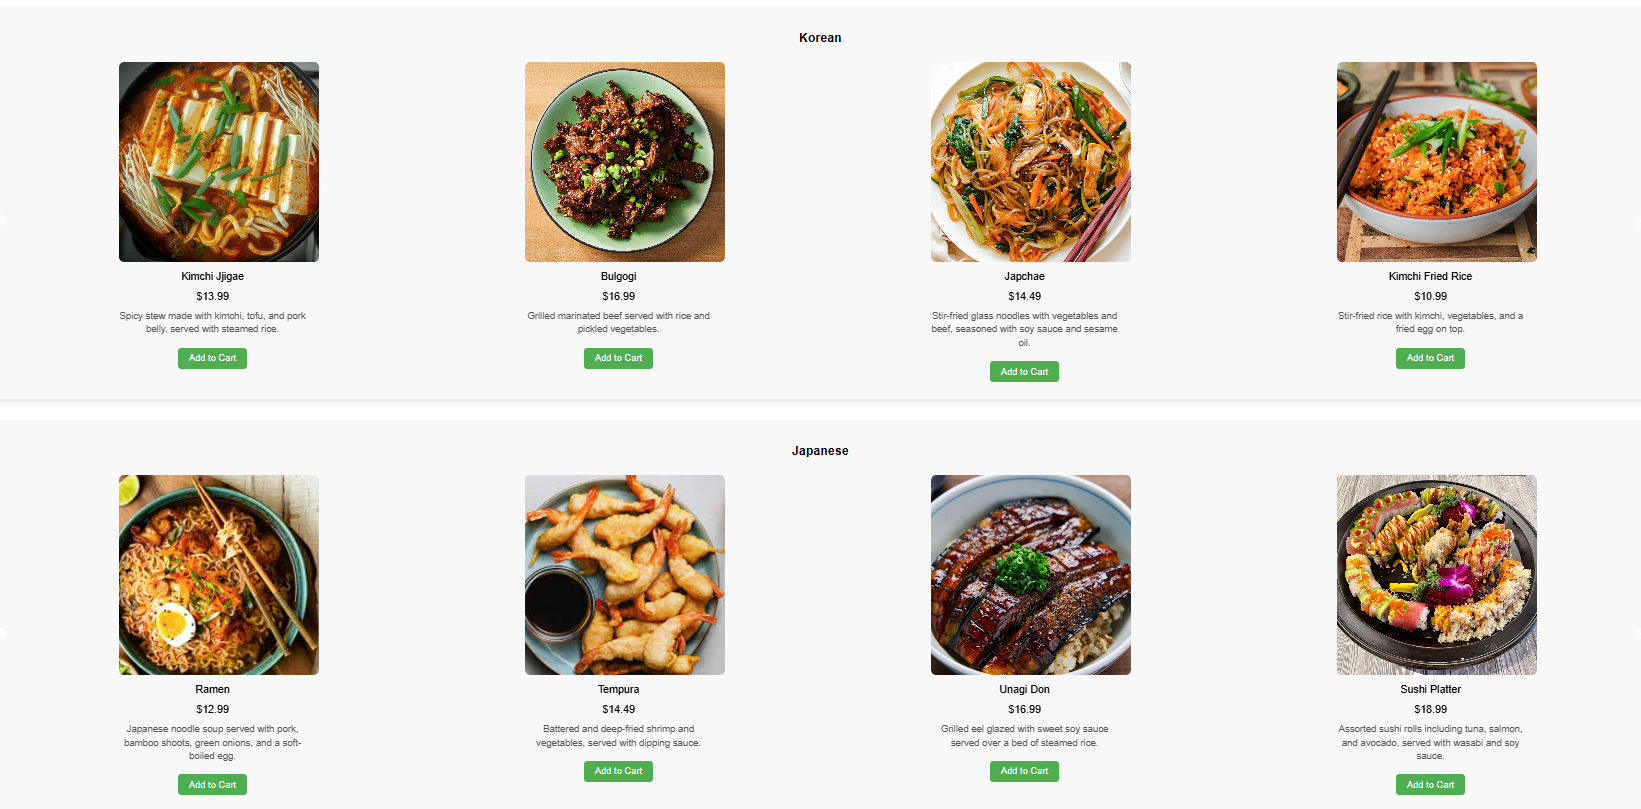 Korean
Kimchi Jjigae
$13.99
Spicy stew made with kimchi, tofu, and pork
belly, served with steamed rice.
Add to Cart
Bulgogi
$16.99
Grilled marinated beef served with rice and
pickled vegetables.
Add to Cart
Japchae
$14.49
Stir-fried glass noodles with vegetables and
beef, seasoned with soy sauce and sesame
oil.
Add to Cart
Kimchi Fried Rice
$10.99
Stir-fried rice with kimchi, vegetables, and a
fried egg on top.
Add to Cart
Japanese
Ramen
$12.99
Japanese noodle soup served with pork,
bamboo shoots, green onions, and a soft-
boiled egg.
Add to Cart
Tempura
$14.49
Battered and deep-fried shrimp and
vegetables, served with dipping sauce.
Add to Cart
Unagi Don
$16.99
Grilled eel glazed with sweet soy sauce
served over a bed of steamed rice.
Add to Cart
Sushi Platter
$18.99
Assorted sushi rolls including tuna, salmon,
and avocado, served with wasabi and soy
sauce.
Add to Cart